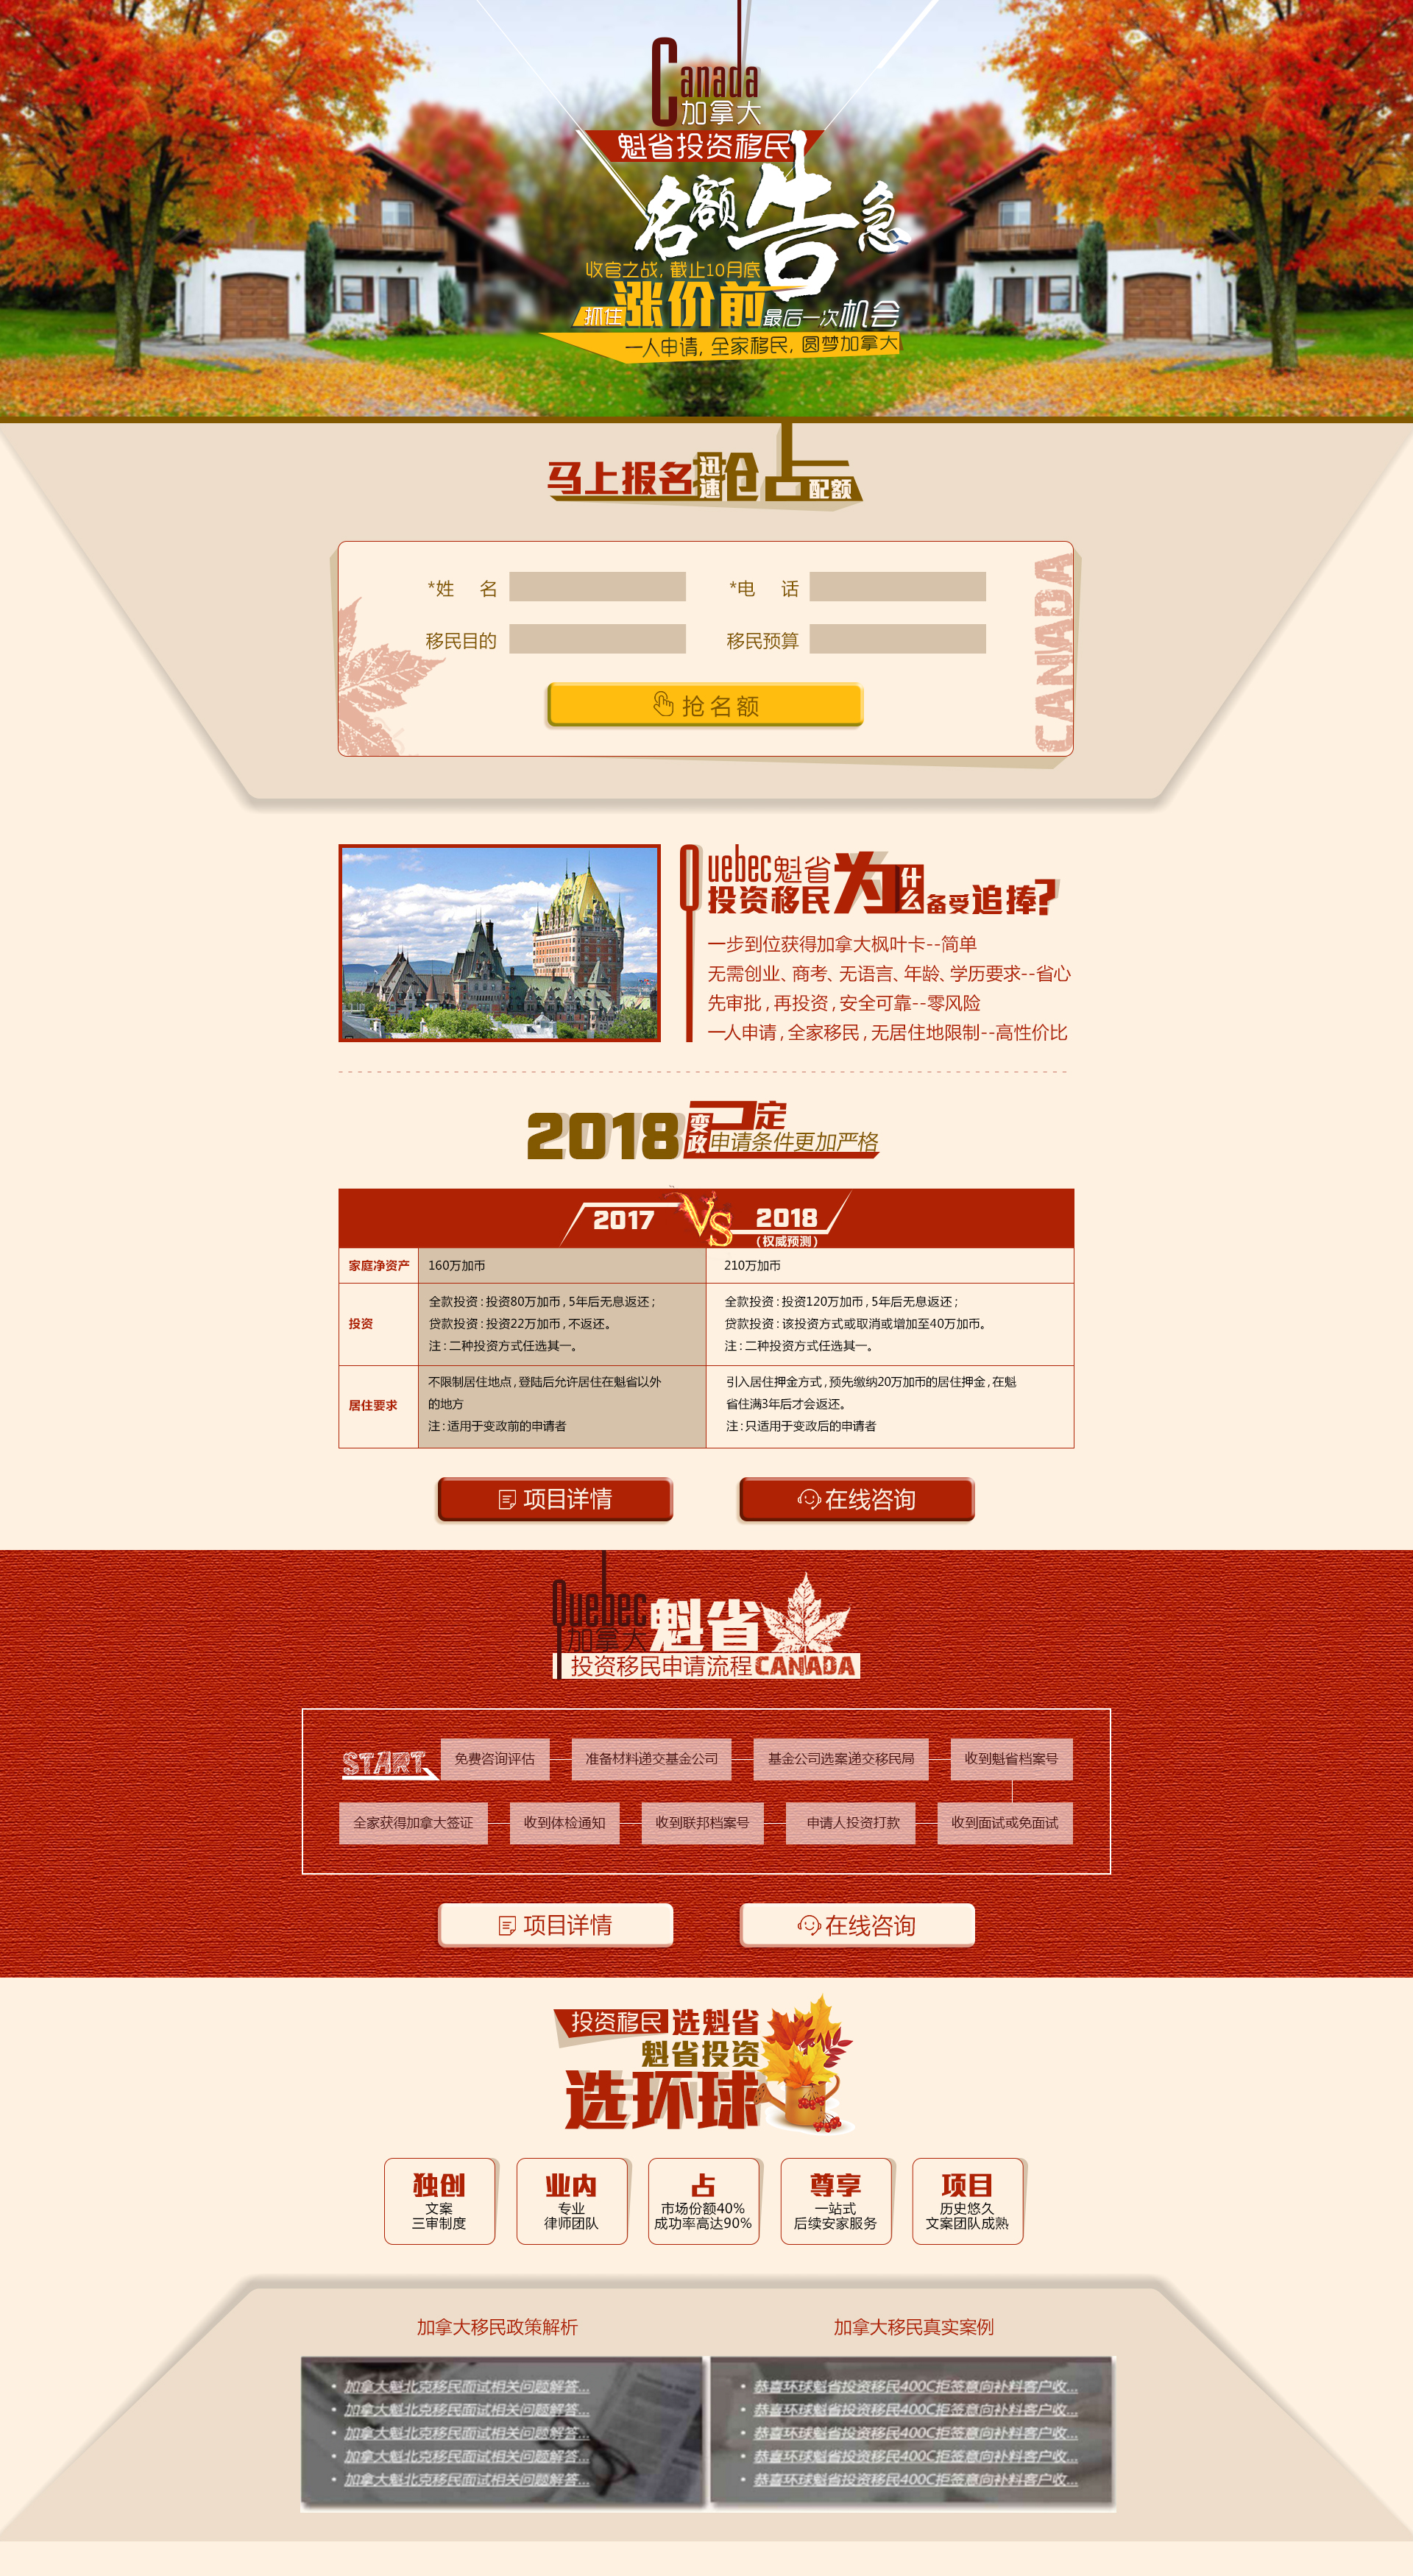 Canada
加拿大
魁省投资移民
名额告急
收官之战, 截止10月底
抓住涨价前最后一次机会
一人申请, 全家移民, 圆梦加拿大
马上报名迅速抢占配额
*姓 名
*电 话
移民目的
移民预算
抢名额
CANADA
Quebec魁省
投资移民为什么备受追捧?
一步到位获得加拿大枫叶卡--简单
无需创业、商考、无语言、年龄、学历要求--省心
先审批,再投资,安全可靠--零风险
一人申请,全家移民,无居住地限制--高性价比
2018变政已定
申请条件更加严格
2017 VS 2018
(权威预测)
家庭净资产
160万加币
210万加币
投资
全款投资:投资80万加币,5年后无息返还;
贷款投资:投资22万加币,不返还。
注:二种投资方式任选其一。
全款投资:投资120万加币,5年后无息返还;
贷款投资:该投资方式或取消或增加至40万加币。
注:二种投资方式任选其一。
居住要求
不限制居住地点,登陆后允许居住在魁省以外
的地方
注:适用于变政前的申请者
引入居住押金方式,预先缴纳20万加币的居住押金,在魁
省住满3年后才会返还。
注:只适用于变政后的申请者
项目详情
在线咨询
Quebec
加拿大
魁省
投资移民申请流程CANADA
START
免费咨询评估
准备材料递交基金公司
基金公司选案递交移民局
收到魁省档案号
全家获得加拿大签证
收到体检通知
收到联邦档案号
申请人投资打款
收到面试或免面试
项目详情
在线咨询
投资移民 选魁省
魁省投资
选环球
独创
文案
三审制度
业内
专业
律师团队
占
市场份额40%
成功率高达90%
尊享
一站式
后续安家服务
项目
历史悠久
文案团队成熟
加拿大移民政策解析
加拿大移民真实案例
• 加拿大魁北克移民面试相关问题解答...
• 加拿大魁北克移民面试相关问题解答...
• 加拿大魁北克移民面试相关问题解答...
• 加拿大魁北克移民面试相关问题解答...
• 加拿大魁北克移民面试相关问题解答...
• 恭喜环球魁省投资移民400C拒签意向补料客户收...
• 恭喜环球魁省投资移民400C拒签意向补料客户收...
• 恭喜环球魁省投资移民400C拒签意向补料客户收...
• 恭喜环球魁省投资移民400C拒签意向补料客户收...
• 恭喜环球魁省投资移民400C拒签意向补料客户收...